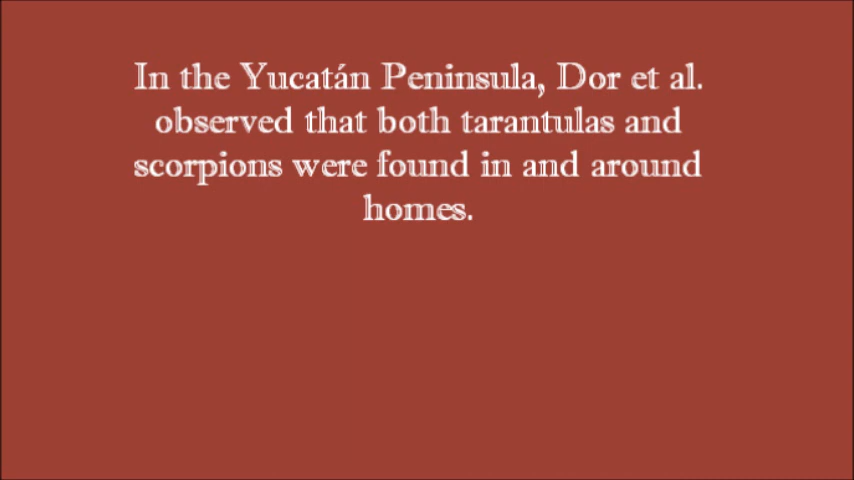 In the Yucatán Peninsula, Dor et al.
observed that both tarantulas and
scorpions were found in and around
homes.